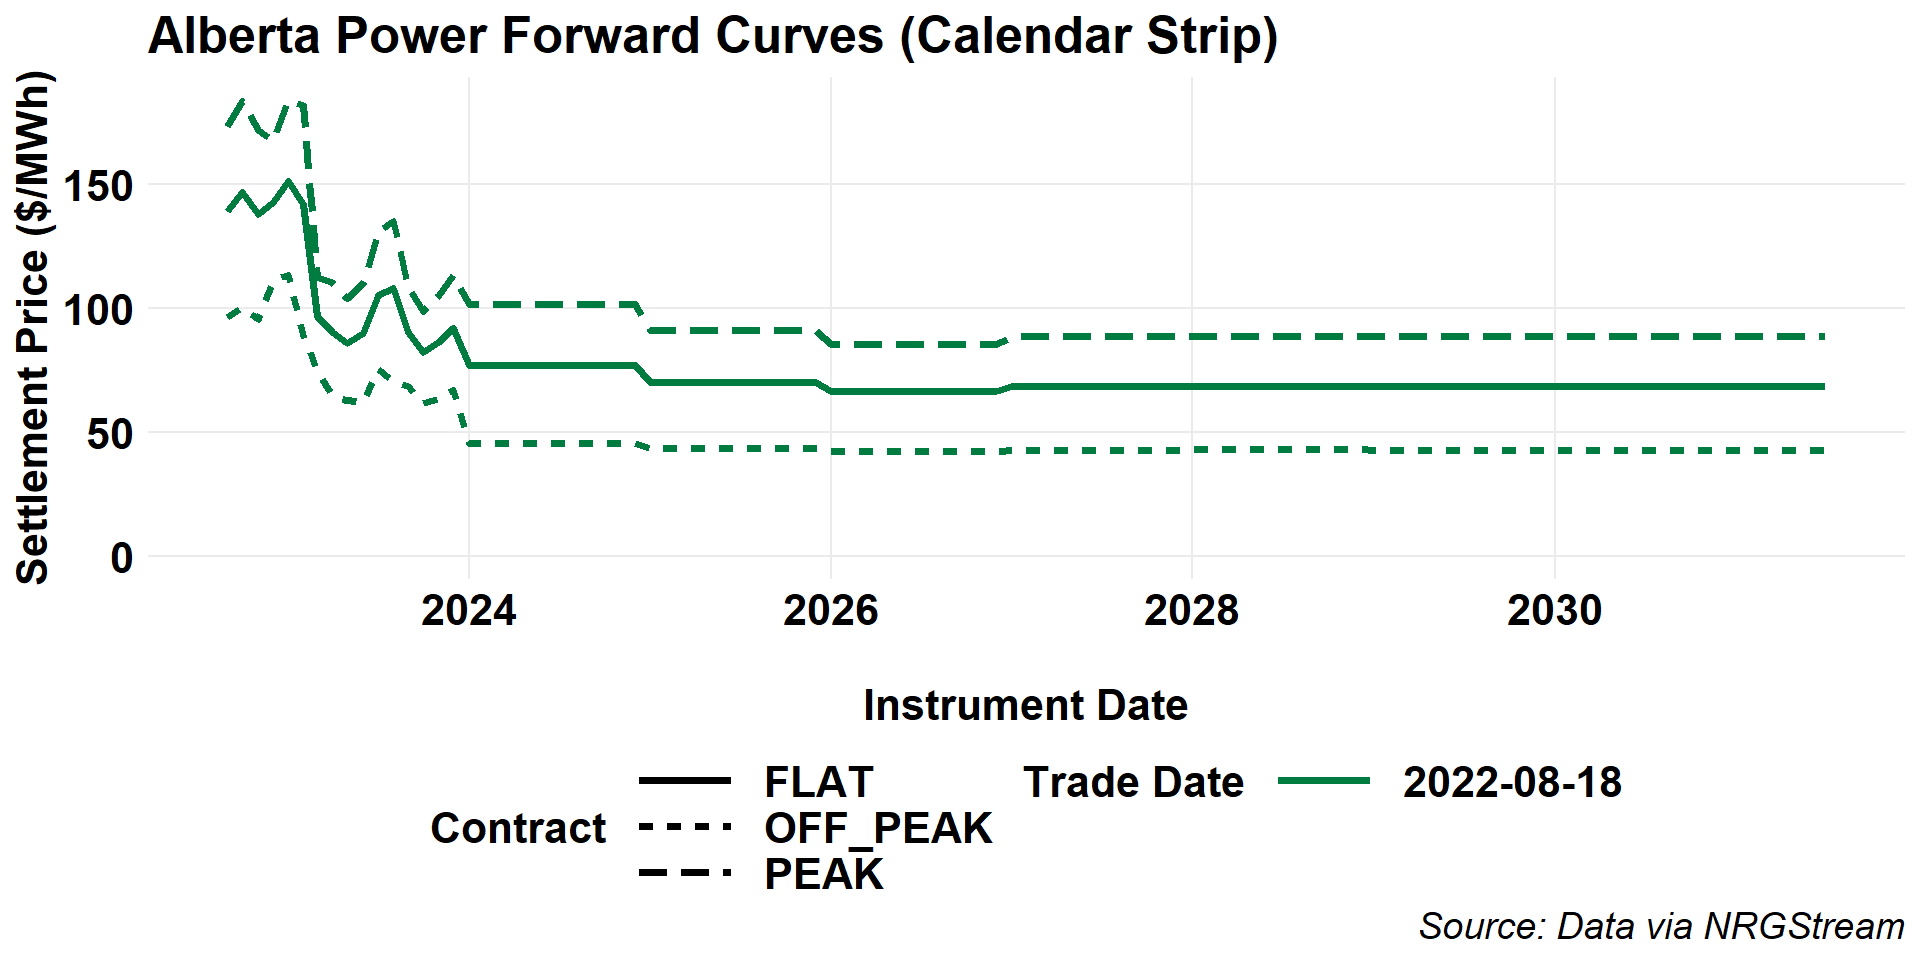 Alberta Power Forward Curves (Calendar Strip)
Settlement Price ($/MWh)
150
100
50
0
2024 2026 2028 2030
Instrument Date
Contract
FLAT
OFF_PEAK
PEAK
Trade Date
2022-08-18
Source: Data via NRGStream